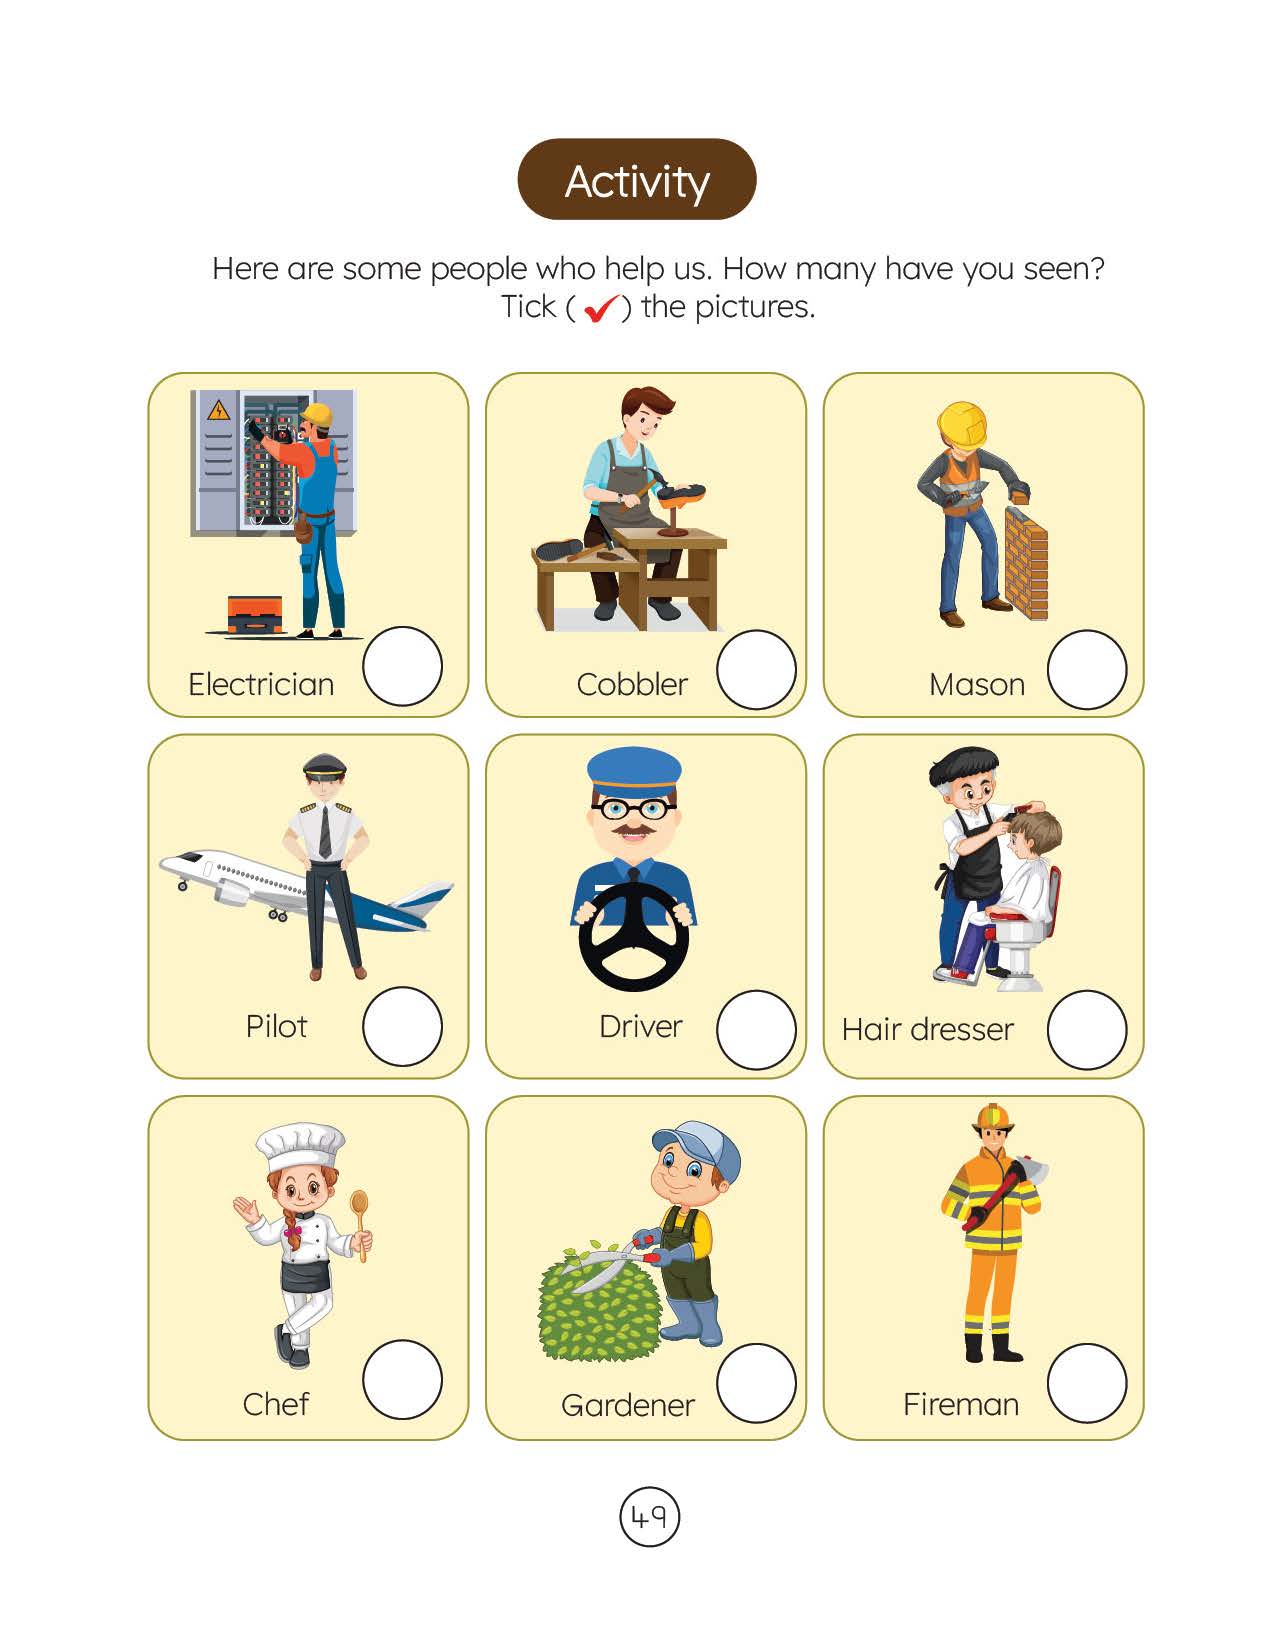 Activity
Here are some people who help us. How many have you seen?
Tick ( ✓ ) the pictures.
Electrician
Cobbler
Mason
Pilot
Driver
Hair dresser
Chef
Gardener
Fireman
49